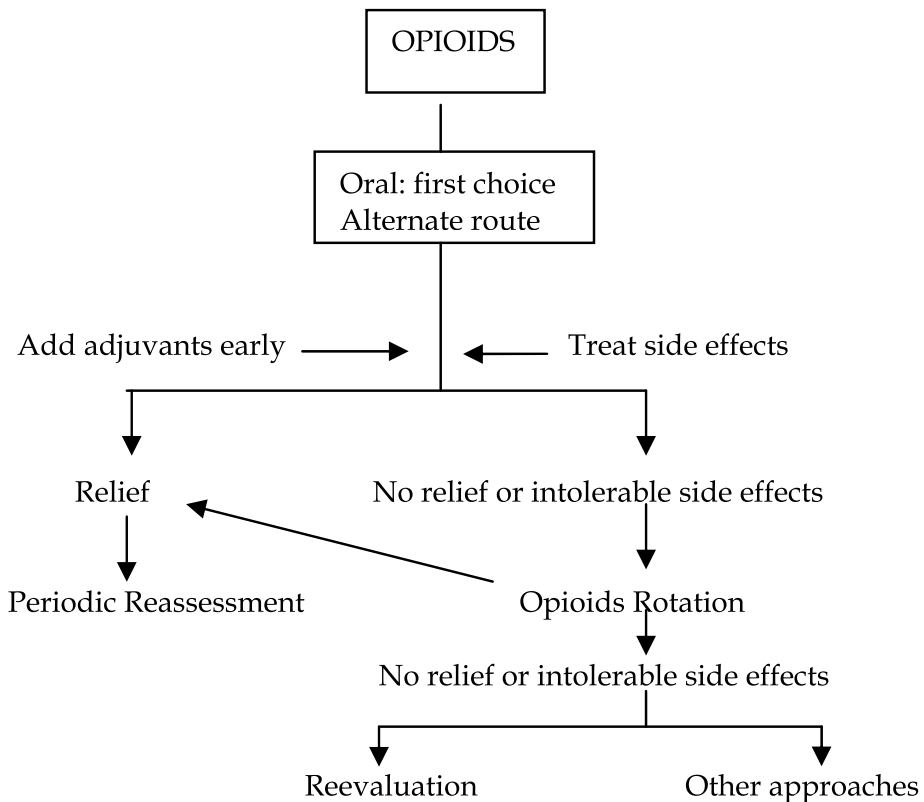 OPIOIDS
Oral: first choice
Alternate route
Add adjuvants early
Treat side effects
Relief
No relief or intolerable side effects
Periodic Reassessment
Opioids Rotation
No relief or intolerable side effects
Reevaluation
Other approaches